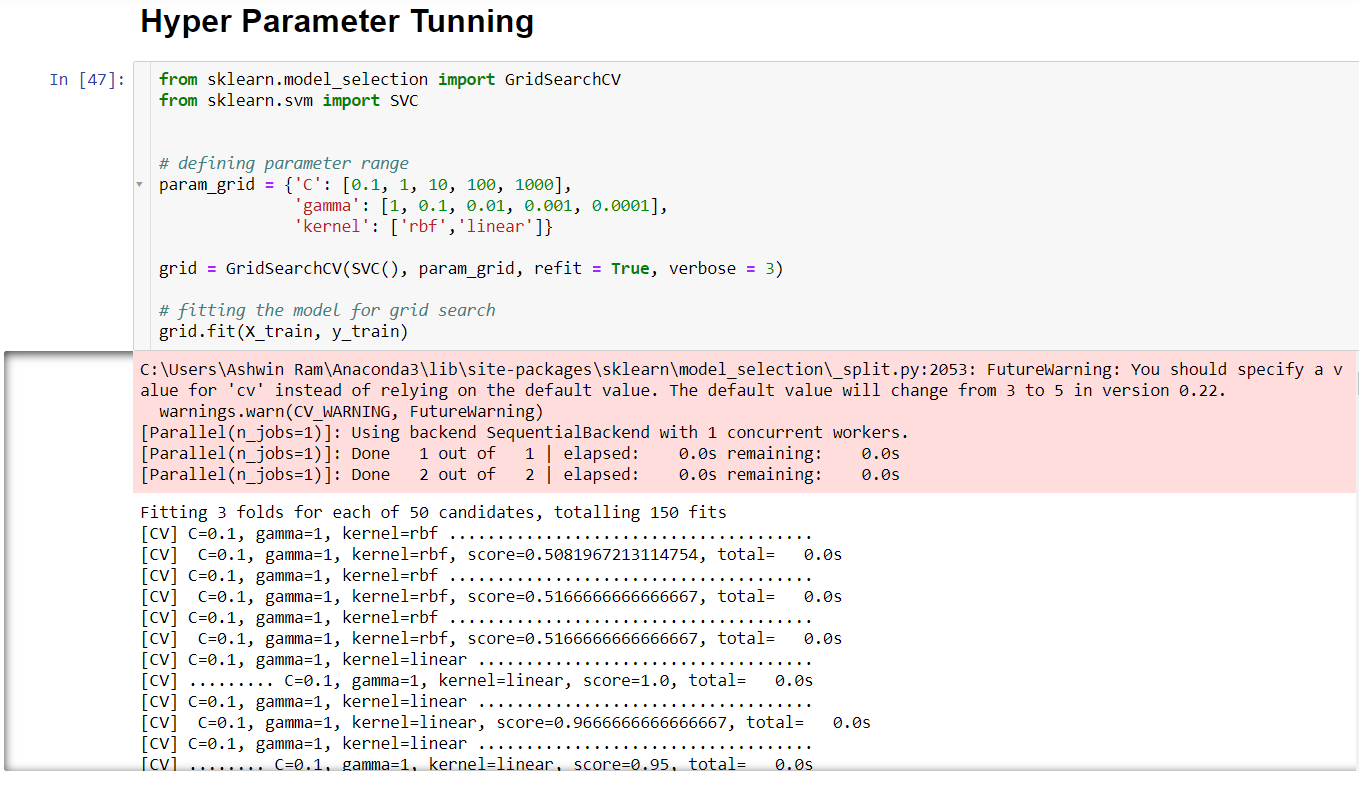 Hyper Parameter Tunning
In [47]:
from sklearn.model_selection import GridSearchCV
from sklearn.svm import SVC
# defining parameter range
param_grid = {'C': [0.1, 1, 10, 100, 1000],
'gamma': [1, 0.1, 0.01, 0.001, 0.0001],
'kernel': ['rbf','linear']}
grid = GridSearchCV(SVC(), param_grid, refit = True, verbose = 3)
# fitting the model for grid search
grid.fit(X_train, y_train)
C:\Users\Ashwin Ram\Anaconda3\lib\site-packages\sklearn\model_selection\_split.py:2053: FutureWarning: You should specify a v
alue for 'cv' instead of relying on the default value. The default value will change from 3 to 5 in version 0.22.
warnings.warn(CV_WARNING, FutureWarning)
[Parallel(n_jobs=1)]: Using backend SequentialBackend with 1 concurrent workers.
[Parallel(n_jobs=1)]: Done   1 out of   1 | elapsed:    0.0s remaining:    0.0s
[Parallel(n_jobs=1)]: Done   2 out of   2 | elapsed:    0.0s remaining:    0.0s
Fitting 3 folds for each of 50 candidates, totalling 150 fits
[CV] C=0.1, gamma=1, kernel=rbf ......................................
[CV]  C=0.1, gamma=1, kernel=rbf, score=0.5081967213114754, total=   0.0s
[CV] C=0.1, gamma=1, kernel=rbf ......................................
[CV]  C=0.1, gamma=1, kernel=rbf, score=0.5166666666666667, total=   0.0s
[CV] C=0.1, gamma=1, kernel=rbf ......................................
[CV]  C=0.1, gamma=1, kernel=rbf, score=0.5166666666666667, total=   0.0s
[CV] C=0.1, gamma=1, kernel=linear ...................................
[CV] ......... C=0.1, gamma=1, kernel=linear, score=1.0, total=   0.0s
[CV] C=0.1, gamma=1, kernel=linear ...................................
[CV]  C=0.1, gamma=1, kernel=linear, score=0.9666666666666667, total=   0.0s
[CV] C=0.1, gamma=1, kernel=linear ...................................
[CV] ........ C=0.1, gamma=1, kernel=linear, score=0.95, total=   0.0s